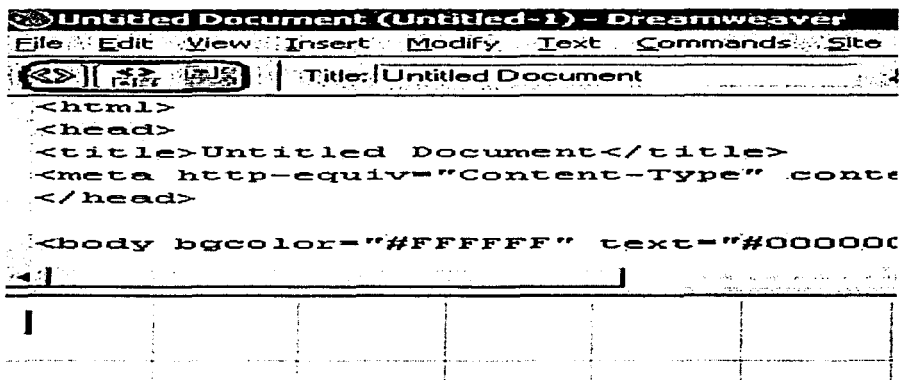 Untitled Document (Untitled-1) - Dreamweaver
File Edit View Insert Modify Text Commands Site
Title: Untitled Document
<html>
<head>
<title>Untitled Document</title>
<meta http-equiv="Content-Type" conte
</head>
<body bgcolor="#FFFFFF" text="#000000